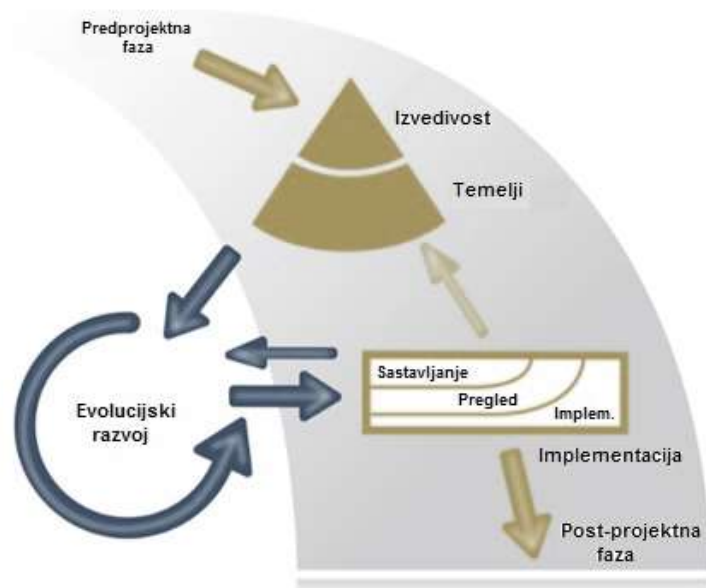 Predprojektna
faza
Izvedivost
Temelji
Sastavljanje
Pregled
Implem.
Evolucijski
razvoj
Implementacija
Post-projektna
faza